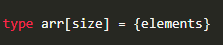 type arr[size] = {elements}